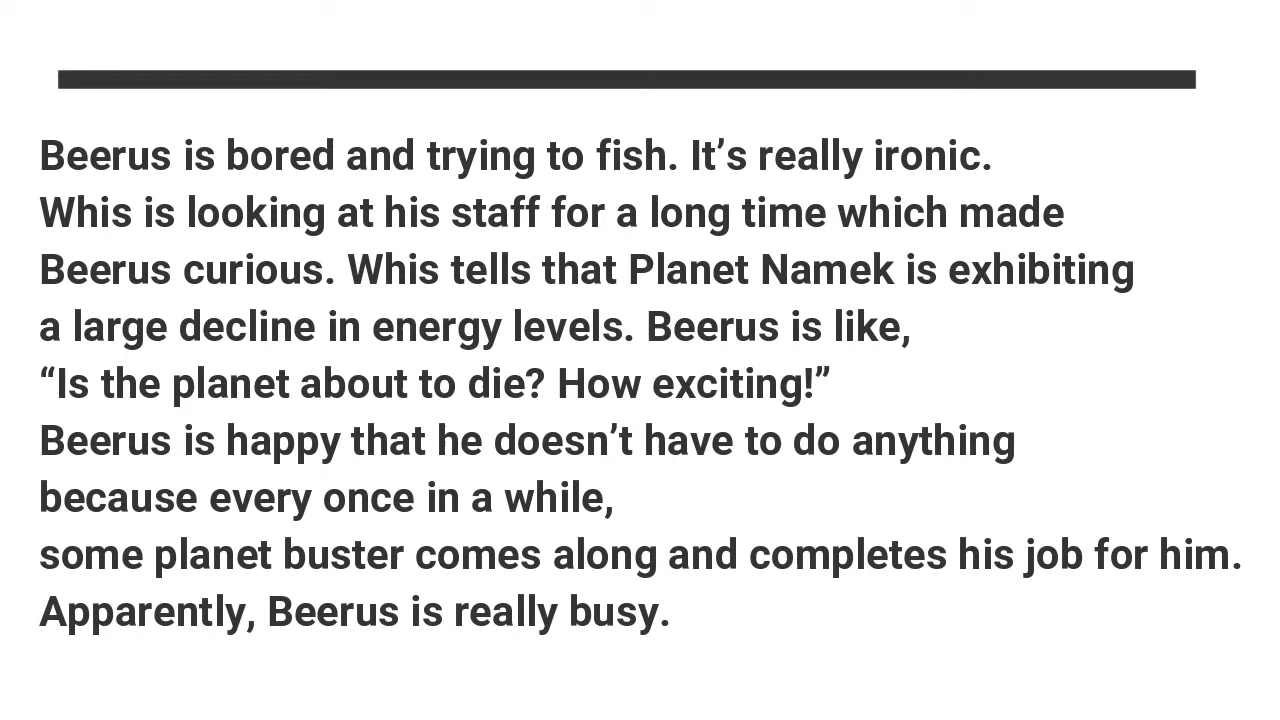 Beerus is bored and trying to fish. It’s really ironic.
Whis is looking at his staff for a long time which made
Beerus curious. Whis tells that Planet Namek is exhibiting
a large decline in energy levels. Beerus is like,
“Is the planet about to die? How exciting!”
Beerus is happy that he doesn’t have to do anything
because every once in a while,
some planet buster comes along and completes his job for him.
Apparently, Beerus is really busy.